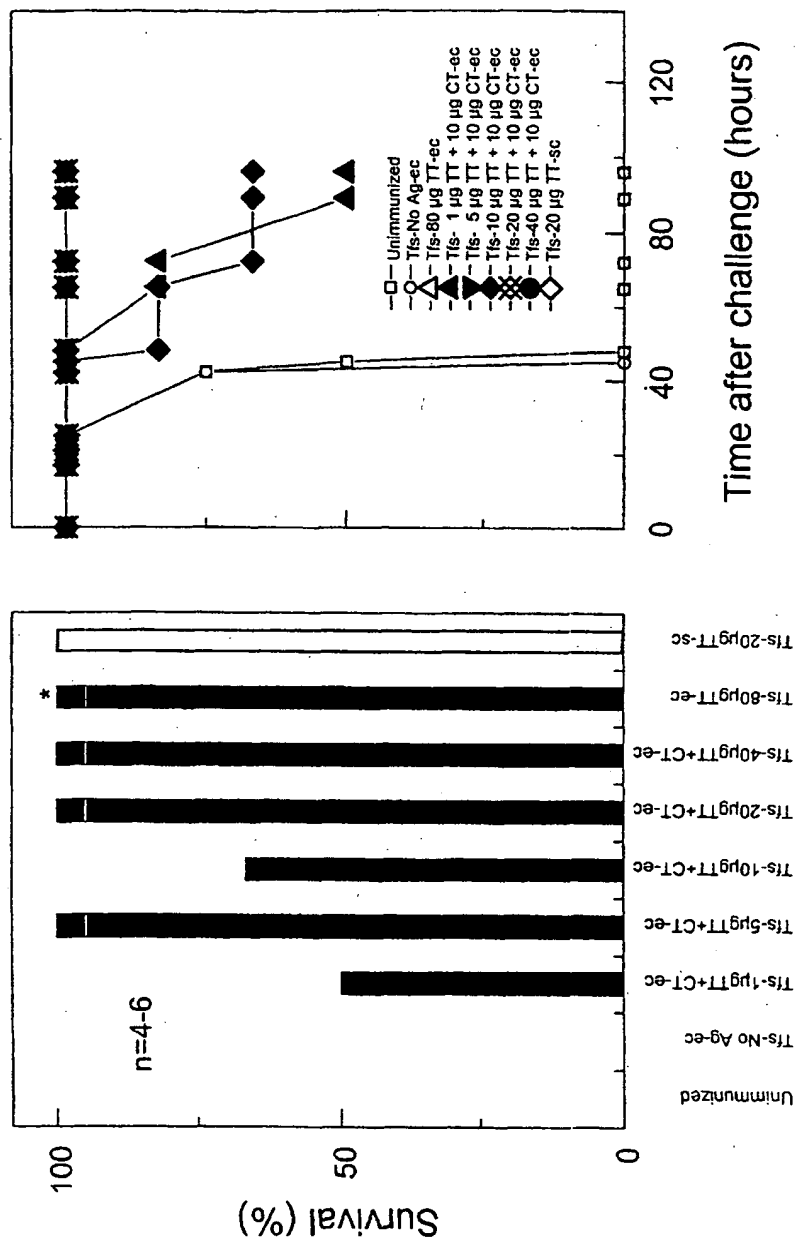 Survival (%)
100
50
0
n=4-6
*
Unimmunized
Tfs-No Ag-ec
Tfs-1µgTT+CT-ec
Tfs-5µgTT+CT-ec
Tfs-10µgTT+CT-ec
Tfs-20µgTT+CT-ec
Tfs-40µgTT+CT-ec
Tfs-80µgTT-ec
Tfs-20µgTT-sc
Unimmunized
Tfs-No Ag-ec
Tfs-80 µg TT-ec
Tfs- 1 µg TT + 10 µg CT-ec
Tfs- 5 µg TT + 10 µg CT-ec
Tfs-10 µg TT + 10 µg CT-ec
Tfs-20 µg TT + 10 µg CT-ec
Tfs-40 µg TT + 10 µg CT-ec
Tfs-20 µg TT-sc
0
40
80
120
Time after challenge (hours)